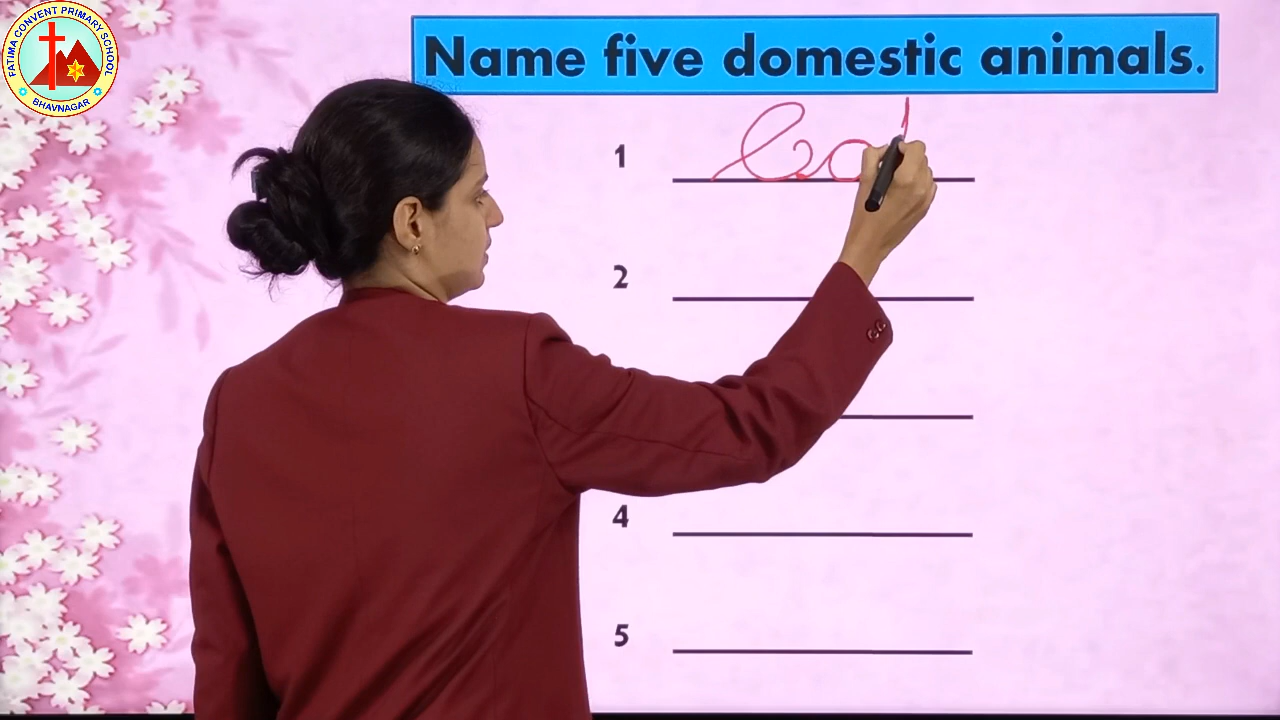 FATIMA CONVENT PRIMARY SCHOOL
BHAVNAGAR
Name five domestic animals.
1
2
4
5